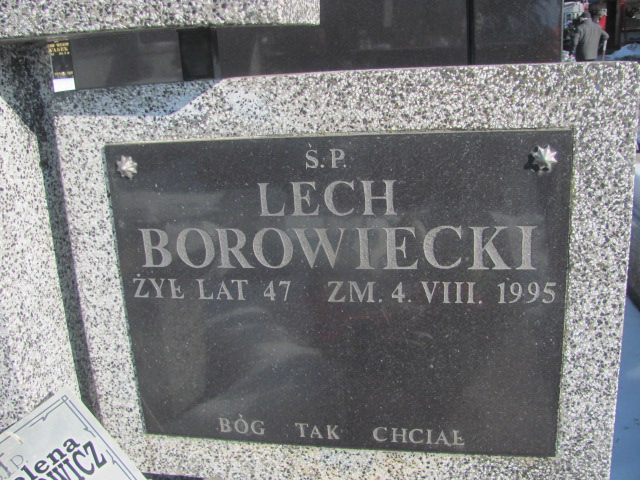 Ś.P.
LECH
BOROWIECKI
ŻYŁ LAT 47 ZM. 4. VIII. 1995
BÓG TAK CHCIAŁ